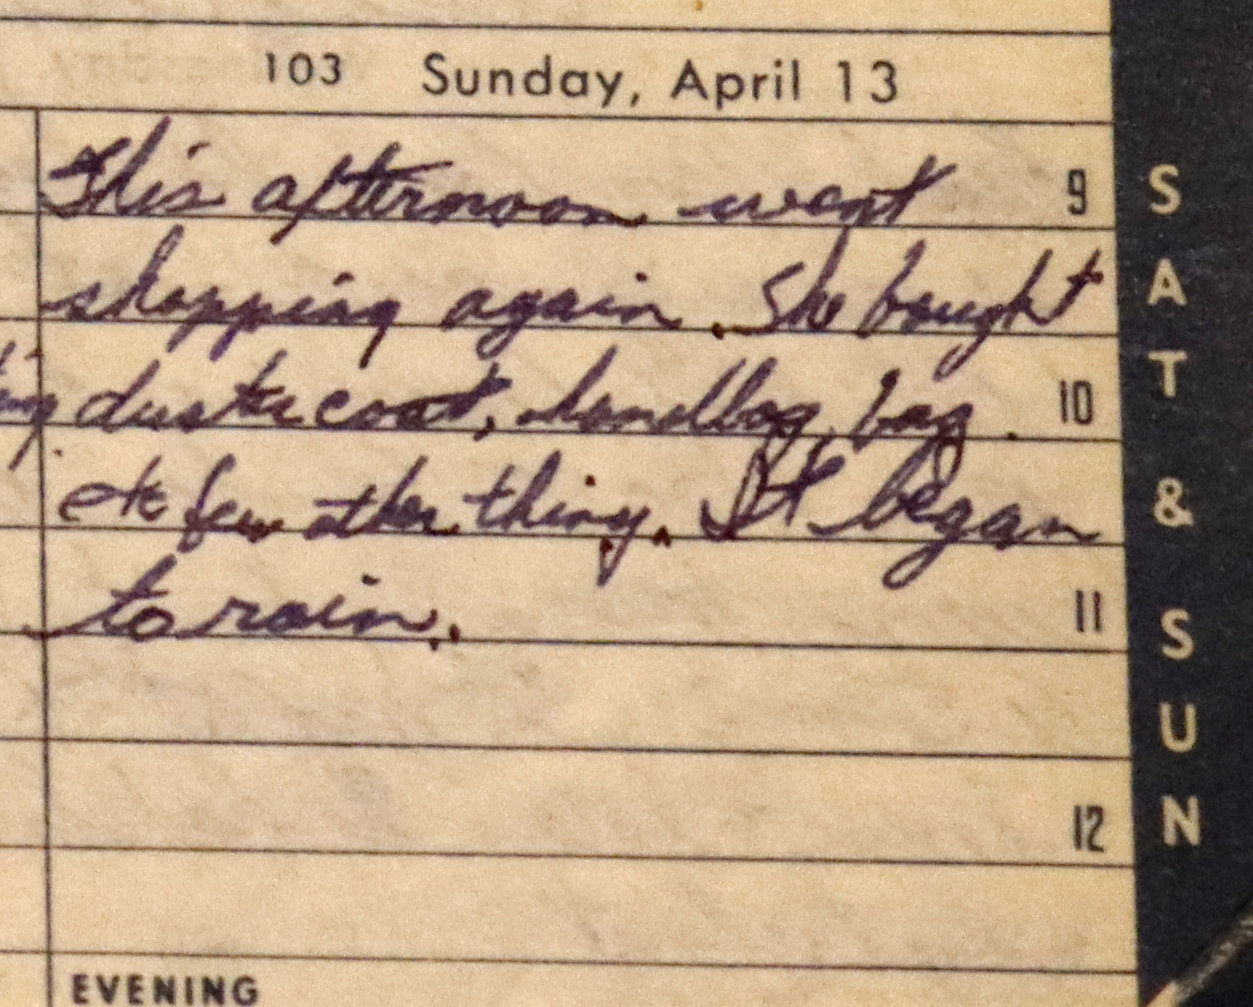 103 Sunday, April 13
This afternoon went 9
shopping again. She bought
duster coat, handbag, bag. 10
etc few other thing. It began
to rain. 11
12
EVENING
SAT & SUN